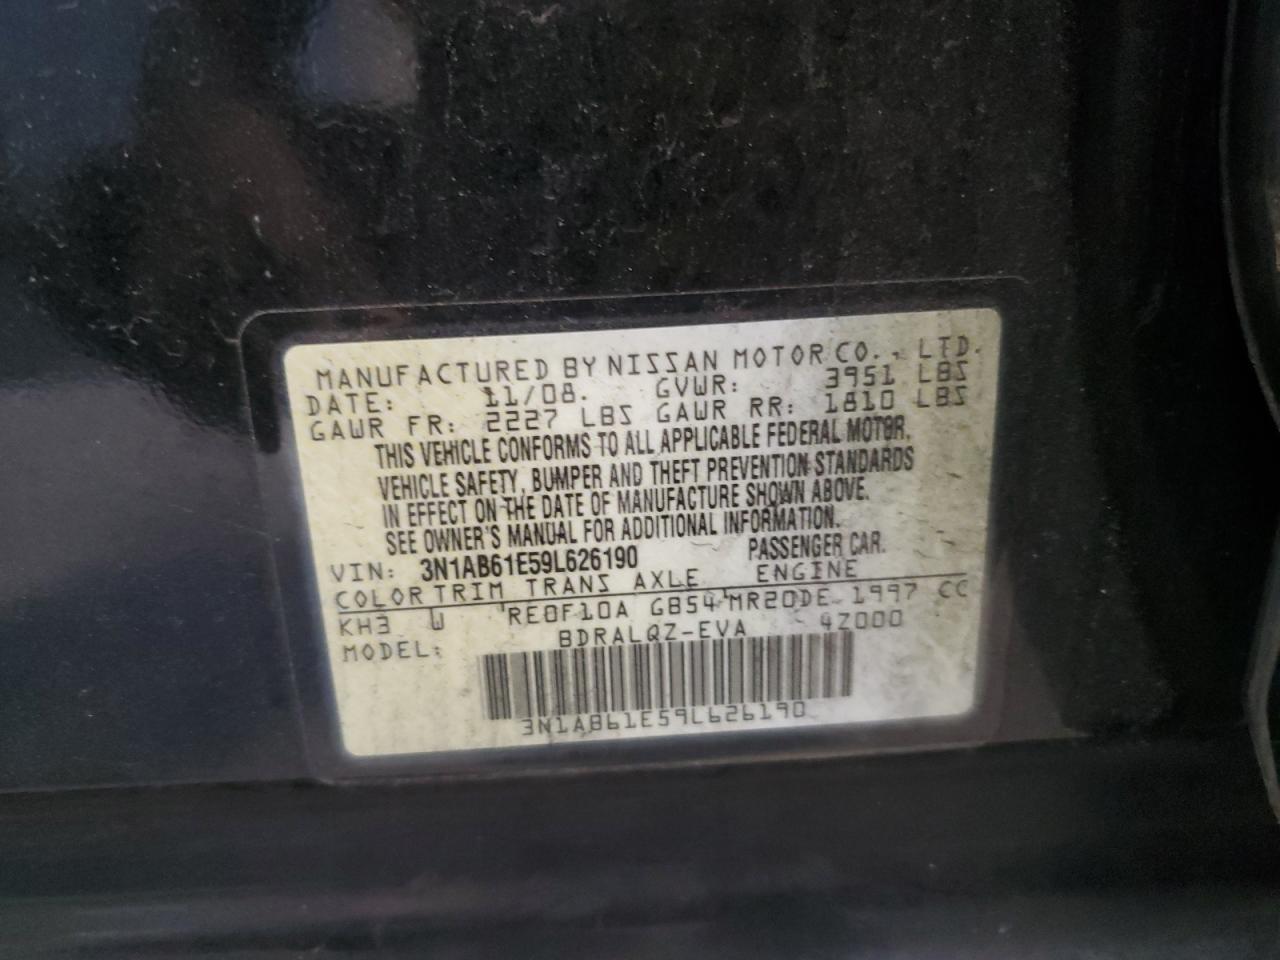 MANUFACTURED BY NISSAN MOTOR CO., LTD.
DATE: 11/08. GVWR: 3951 LBS
GAWR FR: 2227 LBS GAWR RR: 1810 LBS
THIS VEHICLE CONFORMS TO ALL APPLICABLE FEDERAL MOTOR.
VEHICLE SAFETY, BUMPER AND THEFT PREVENTION STANDARDS
IN EFFECT ON THE DATE OF MANUFACTURE SHOWN ABOVE.
SEE OWNER'S MANUAL FOR ADDITIONAL INFORMATION.
VIN: 3N1AB61E59L626190 PASSENGER CAR.
COLOR TRIM TRANS AXLE ENGINE
KH3 W RE0F10A GB54 MR20DE 1997 CC
MODEL: BDRALQZ-EVA 4Z000
3N1AB61E59L626190